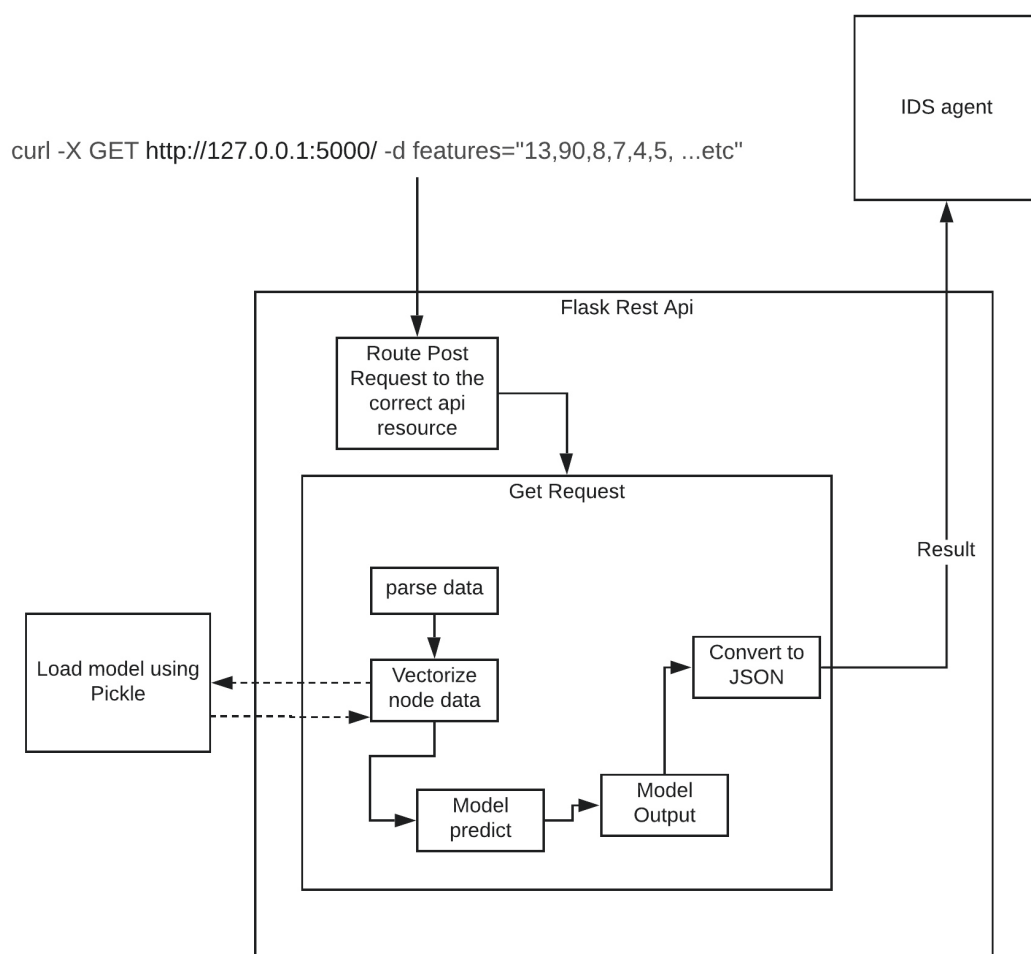 IDS agent
curl -X GET http://127.0.0.1:5000/ -d features="13,90,8,7,4,5, ...etc"
Flask Rest Api
Route Post
Request to the
correct api
resource
Get Request
Result
parse data
Load model using
Pickle
Vectorize
node data
Convert to
JSON
Model
predict
Model
Output